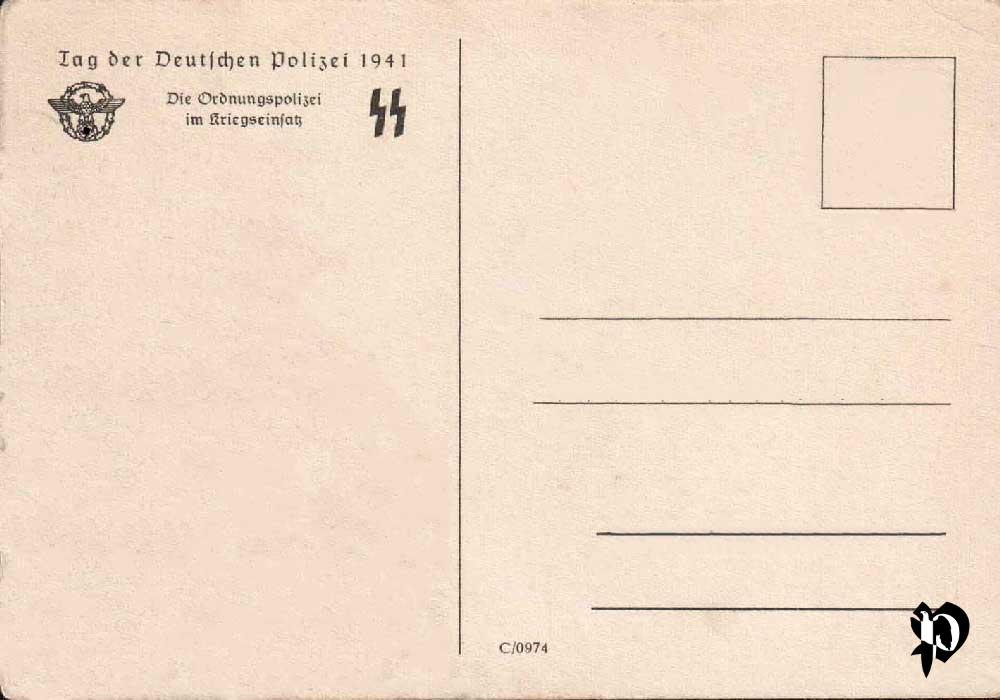 Tag der Deutſchen Polizei 1941
Die Ordnungspolizei
im Kriegseinſatz
C/0974